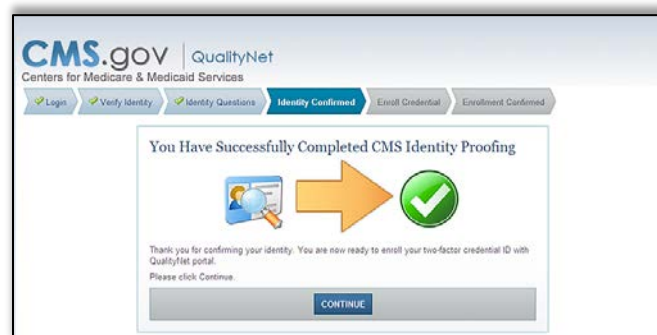 CMS.gov | QualityNet
Centers for Medicare & Medicaid Services
Login Verify Identity Identity Questions Identity Confirmed Enroll Credential Enrollment Confirmed
You Have Successfully Completed CMS Identity Proofing
Thank you for confirming your identity. You are now ready to enroll your two-factor credential ID with
QualityNet portal.
Please click Continue.
CONTINUE